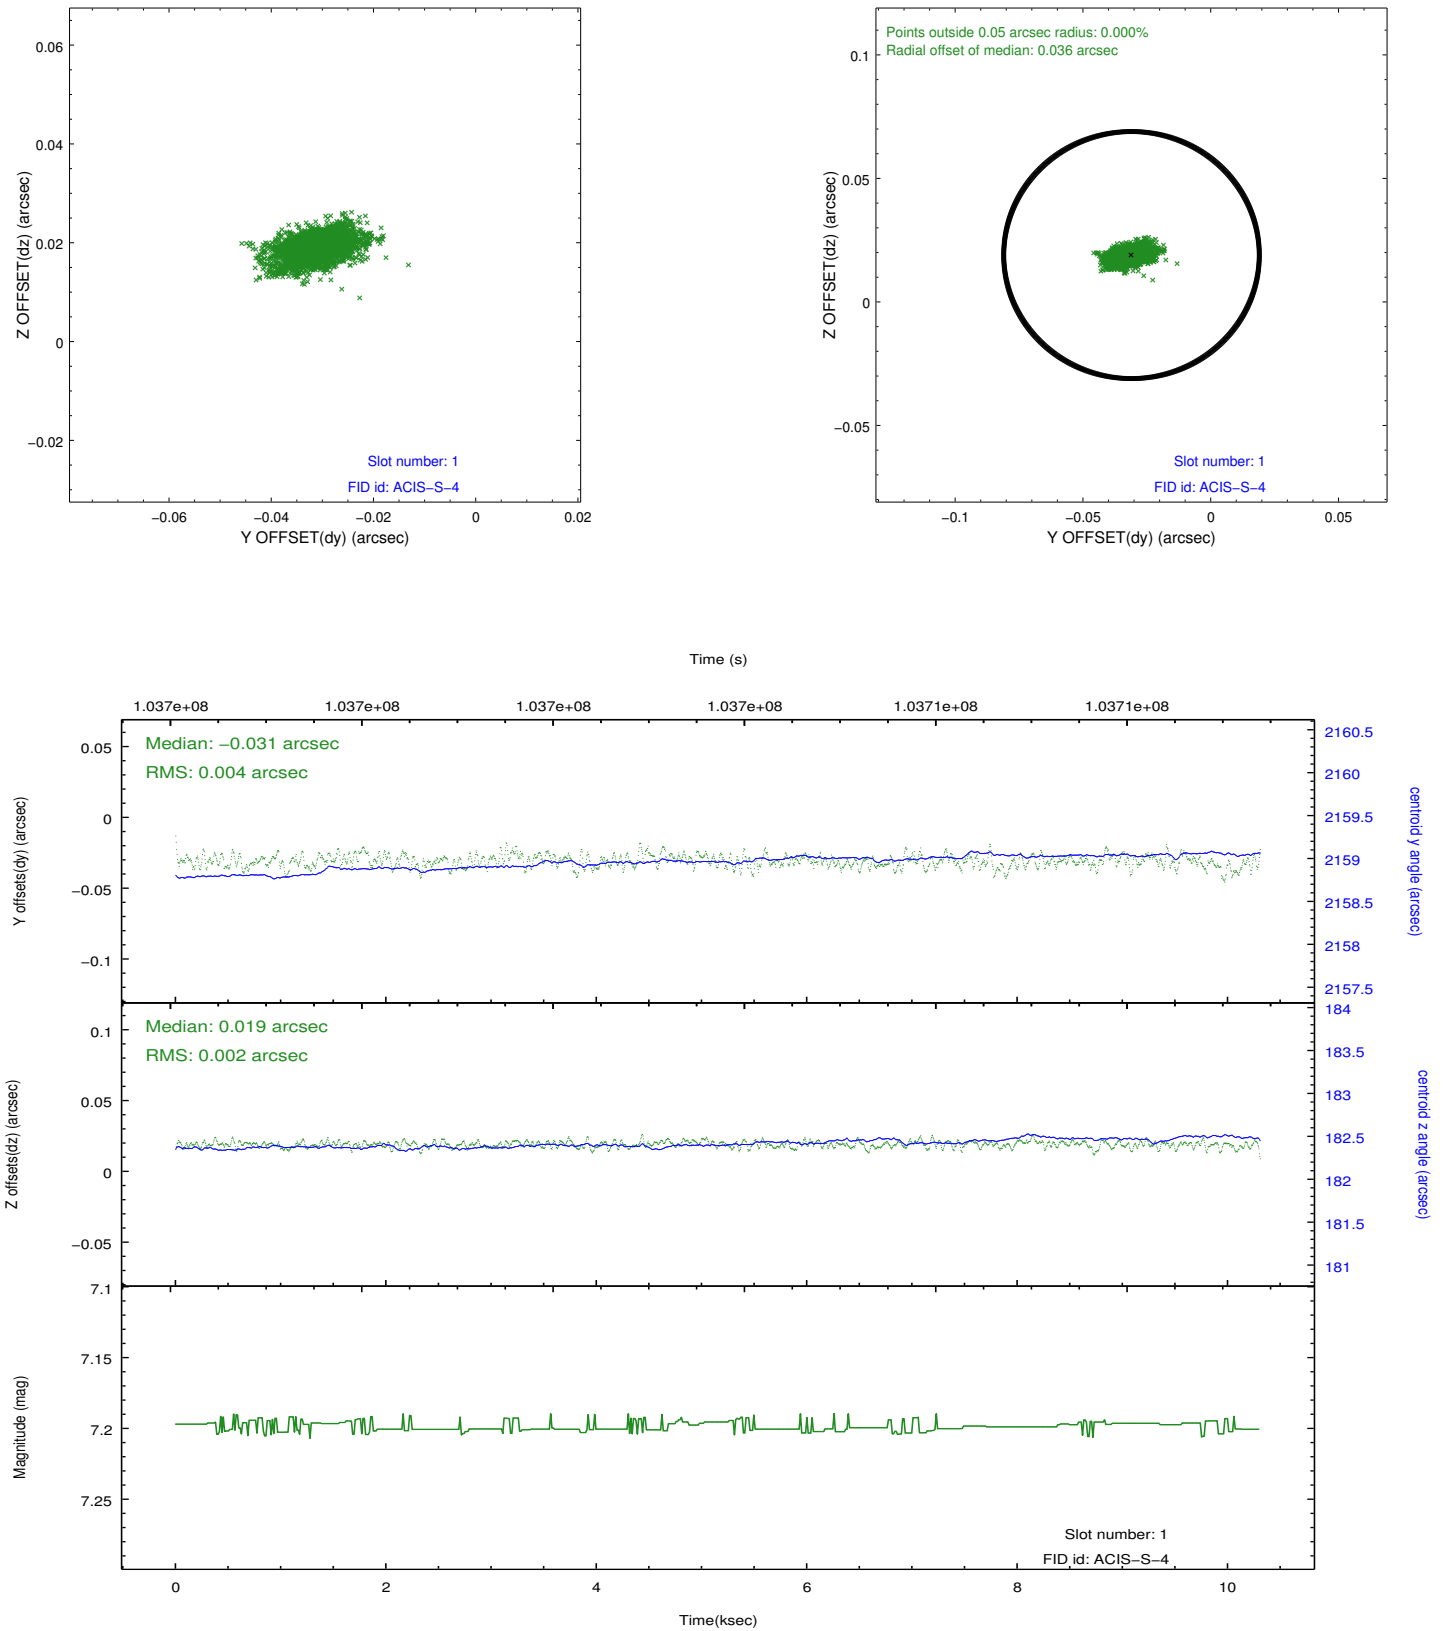 0.06
0.04
0.02
0
−0.02
Z OFFSET(dz) (arcsec)
Slot number: 1
FID id: ACIS−S−4
−0.06 −0.04 −0.02 0 0.02
Y OFFSET(dy) (arcsec)
Points outside 0.05 arcsec radius: 0.000%
Radial offset of median: 0.036 arcsec
0.1
0.05
0
−0.05
Z OFFSET(dz) (arcsec)
Slot number: 1
FID id: ACIS−S−4
−0.1 −0.05 0 0.05
Y OFFSET(dy) (arcsec)
Time (s)
1.037e+08 1.037e+08 1.037e+08 1.037e+08 1.0371e+08 1.0371e+08
Median: −0.031 arcsec
RMS: 0.004 arcsec
0.05
0
−0.05
−0.1
Y offsets(dy) (arcsec)
2160.5
2160
2159.5
2159
2158.5
2158
2157.5
centroid y angle (arcsec)
Median: 0.019 arcsec
RMS: 0.002 arcsec
0.1
0.05
0
−0.05
Z offsets(dz) (arcsec)
184
183.5
183
182.5
182
181.5
181
centroid z angle (arcsec)
7.1
7.15
7.2
7.25
Magnitude (mag)
Slot number: 1
FID id: ACIS−S−4
0 2 4 6 8 10
Time(ksec)